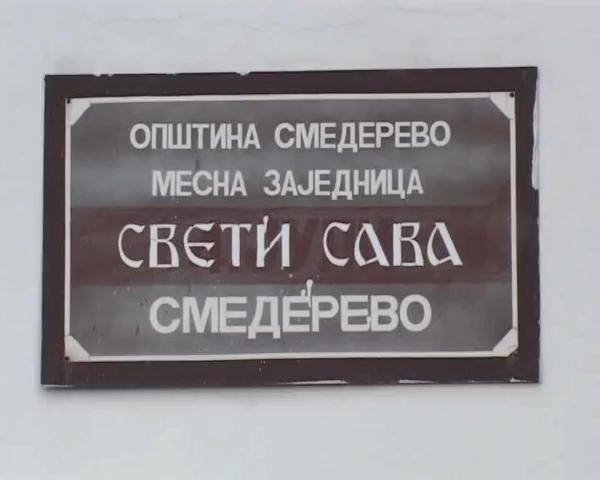 ОПШТИНА СМЕДЕРЕВО
МЕСНА ЗАЈЕДНИЦА
СВЕТИ САВА
СМЕДЕРЕВО